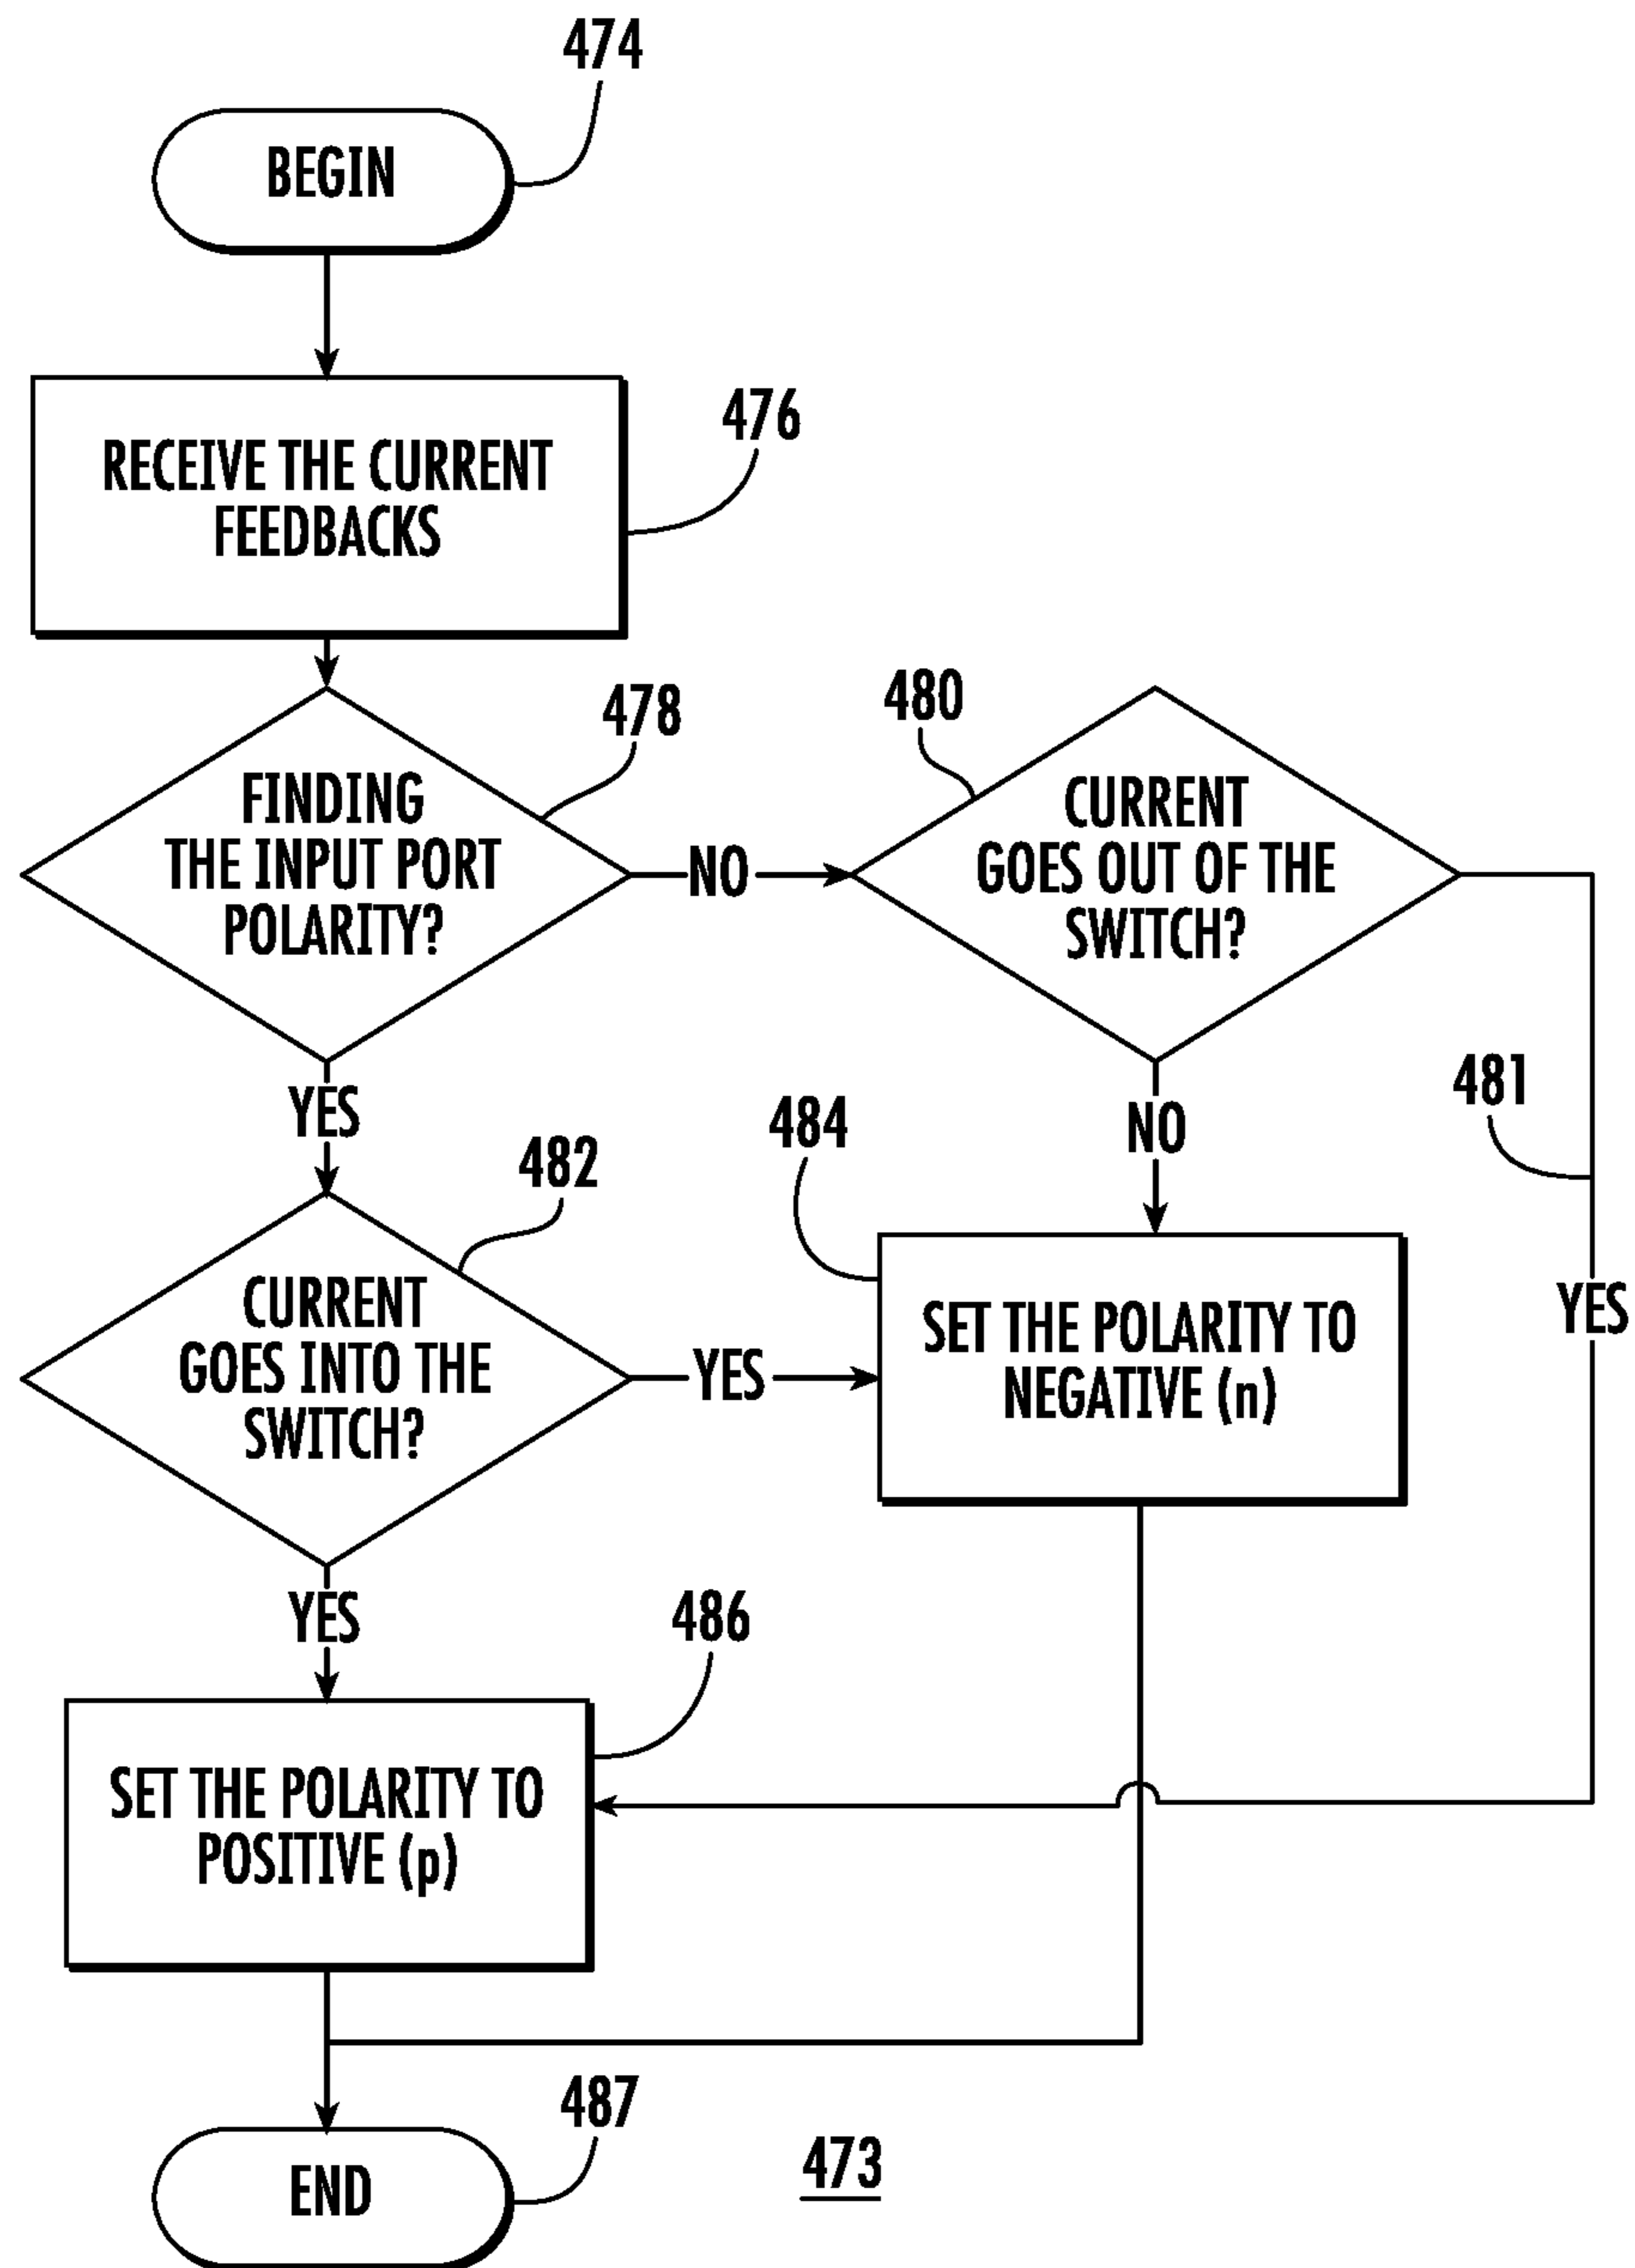 474
BEGIN
476
RECEIVE THE CURRENT
FEEDBACKS
478
FINDING
THE INPUT PORT
POLARITY?
NO
480
CURRENT
GOES OUT OF THE
SWITCH?
YES
482
CURRENT
GOES INTO THE
SWITCH?
YES
484
NO
481
YES
SET THE POLARITY TO
NEGATIVE (n)
YES
486
SET THE POLARITY TO
POSITIVE (p)
487
END
473